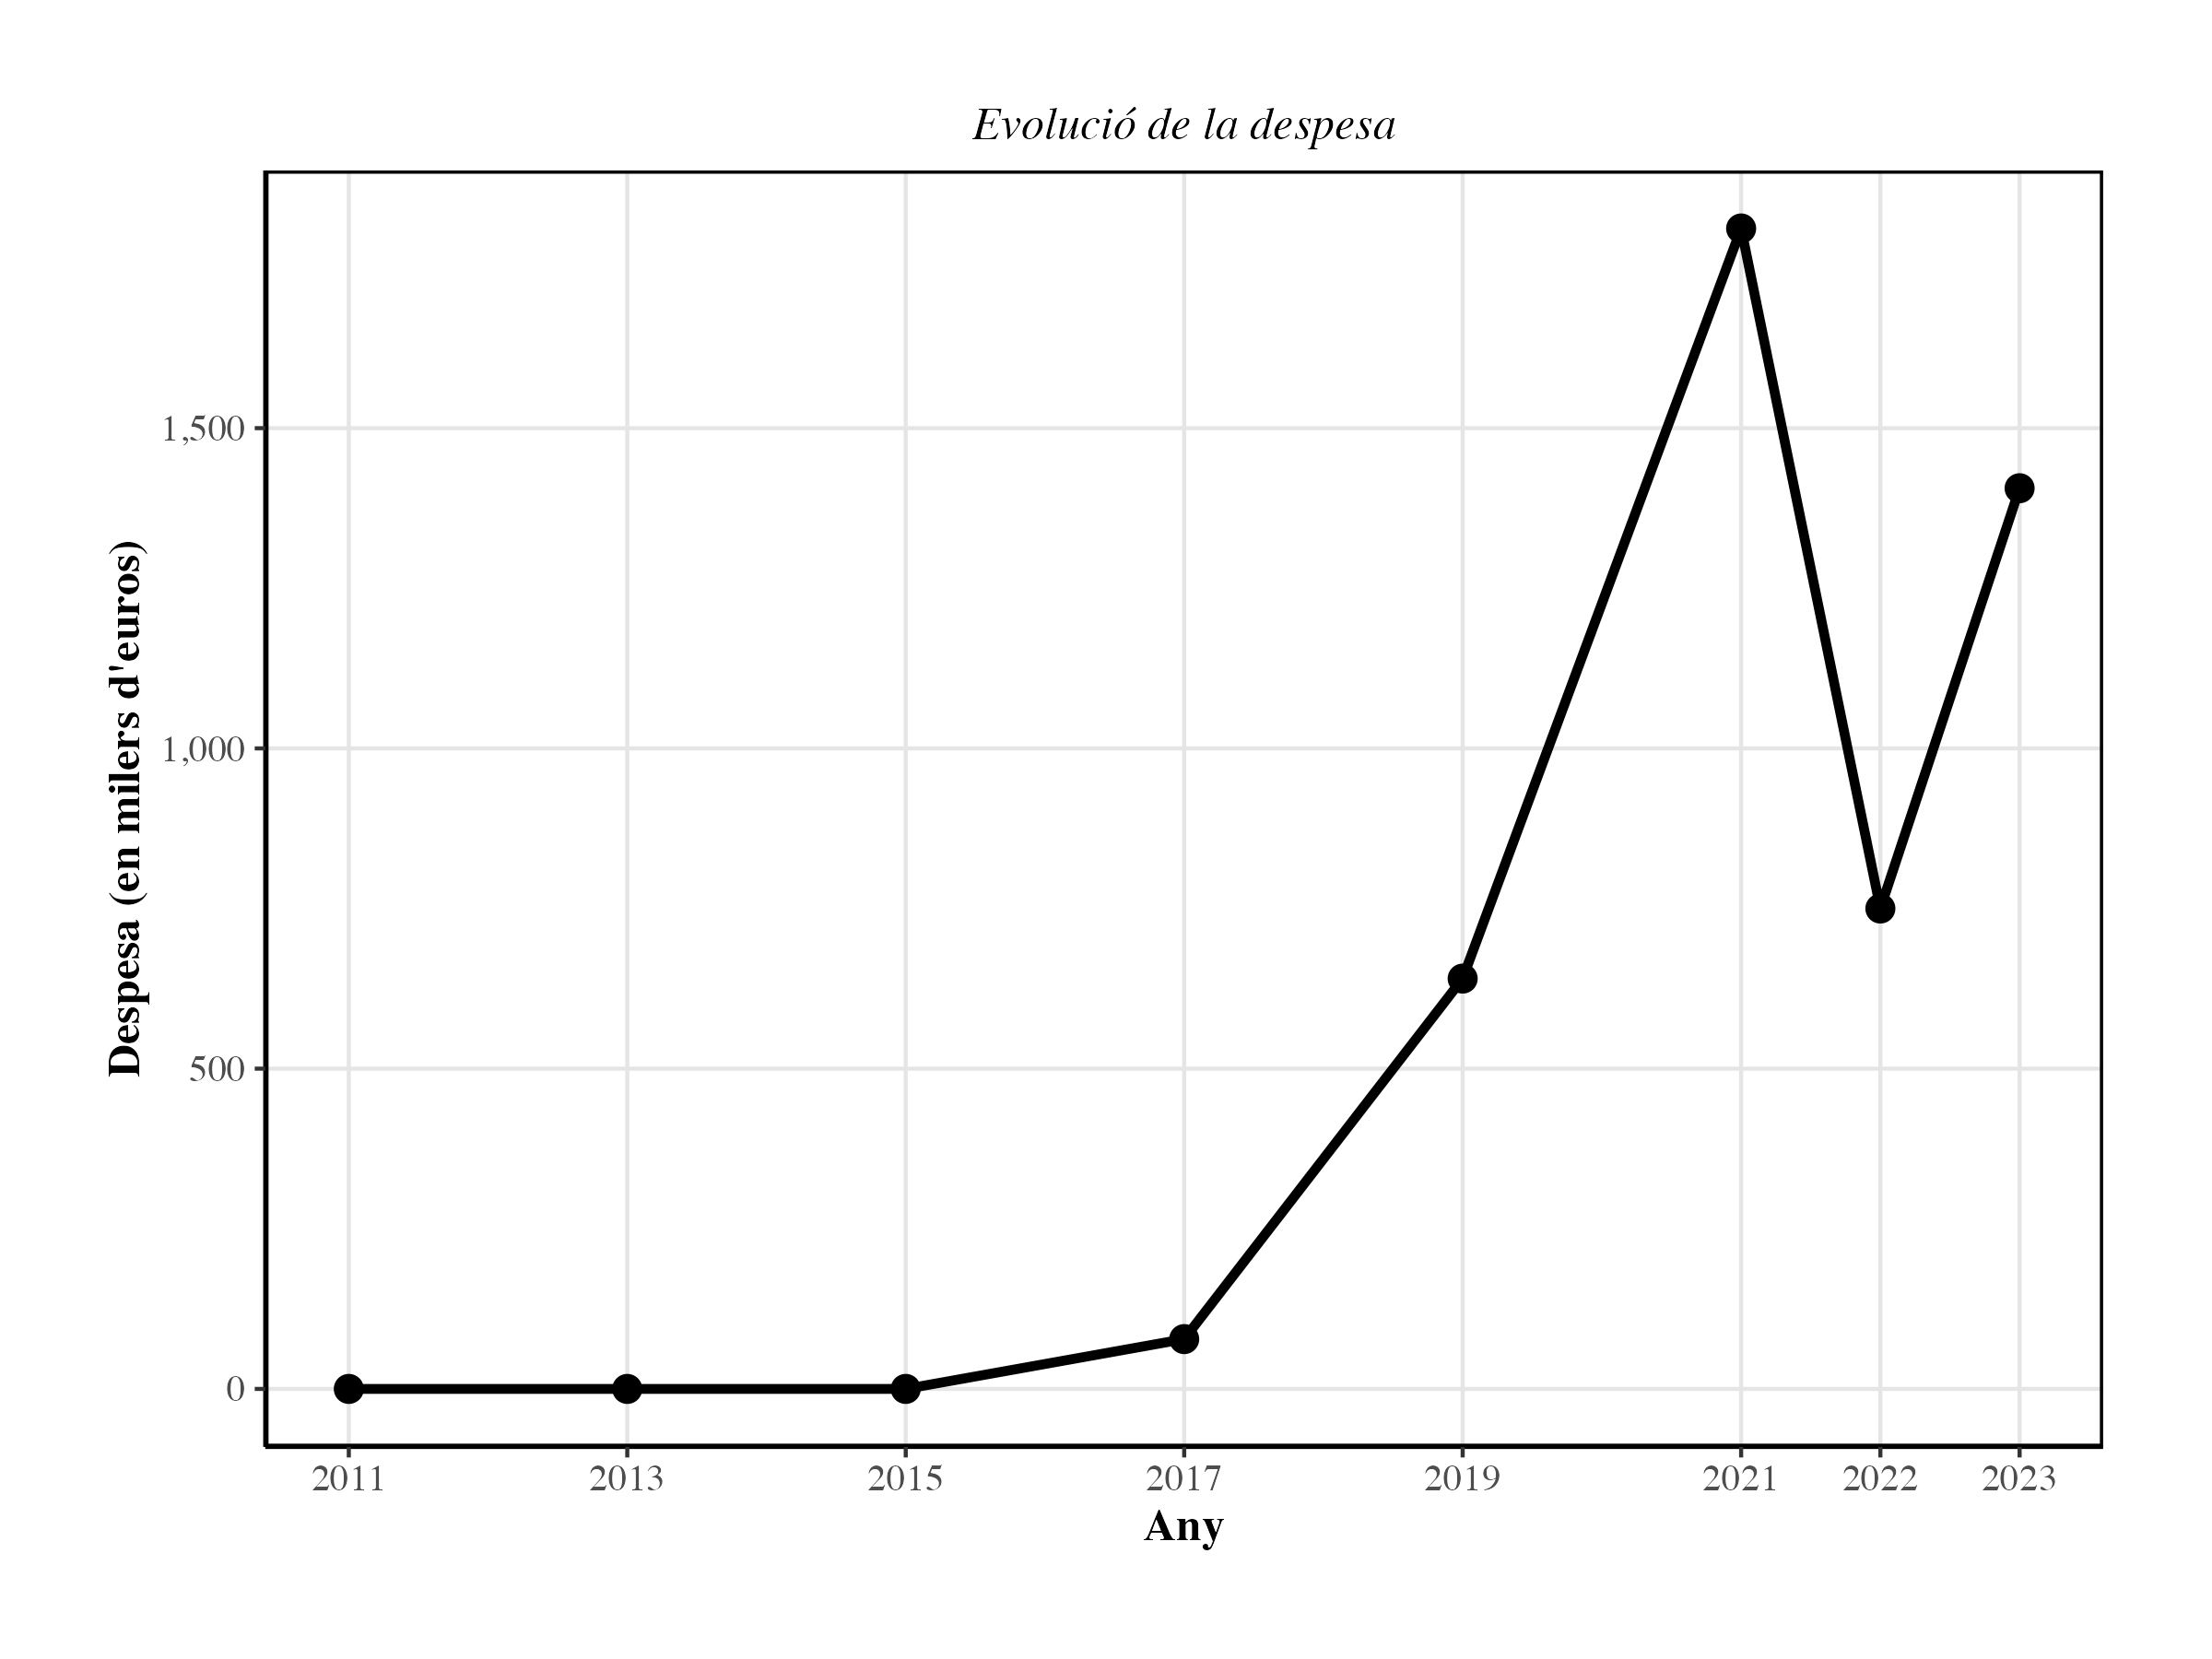 Evolució de la despesa
Despesa (en milers d'euros)
1,500
1,000
500
0
2011 2013 2015 2017 2019 2021 2022 2023
Any